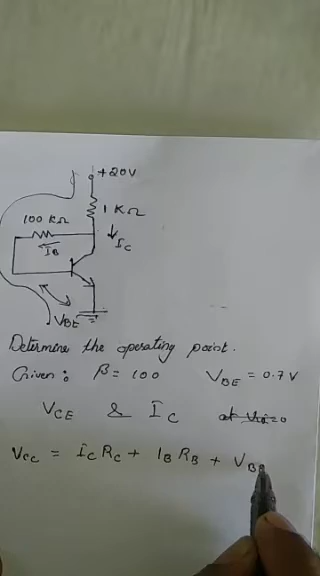 +20V
100 KΩ
1 KΩ
IB
IC
VBE
Determine the operating point.
Given: β = 100 VBE = 0.7 V
VCE & IC
VCC = IC RC + IB RB + VB